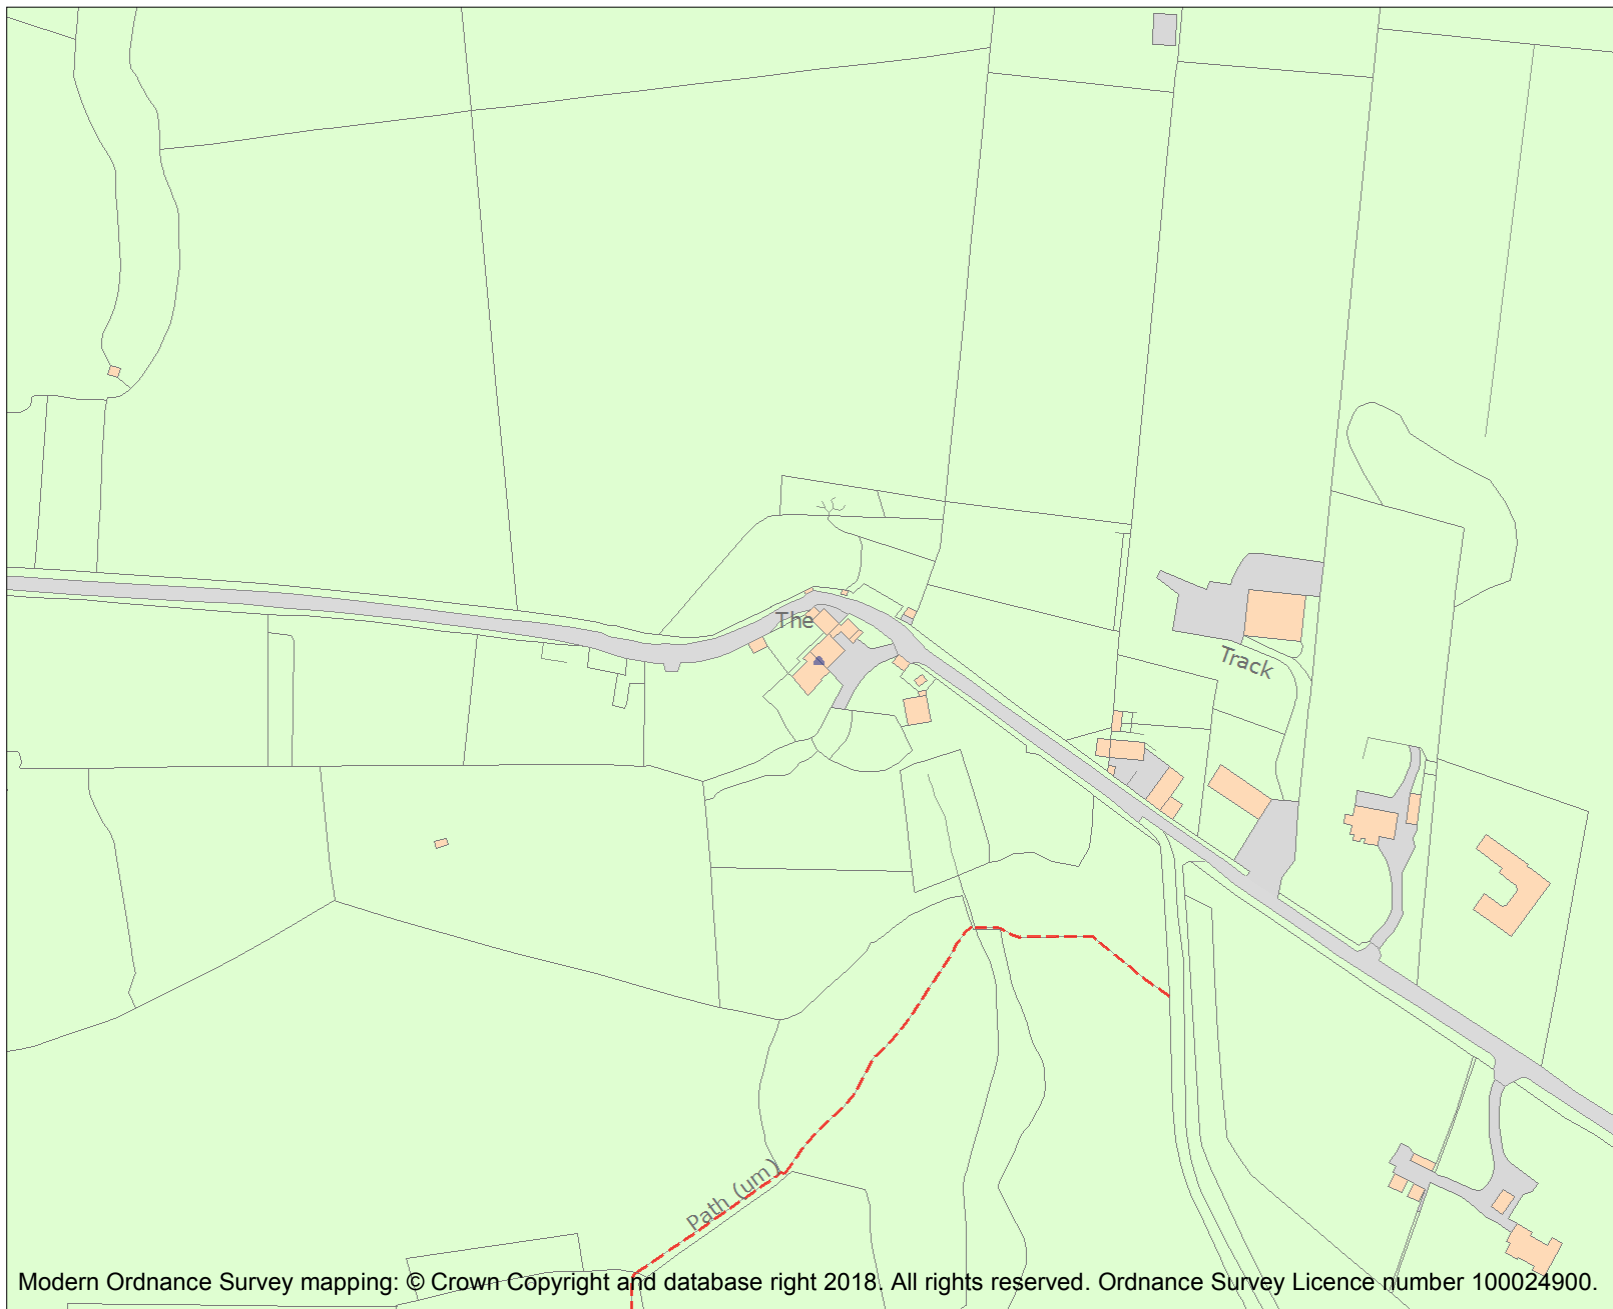 The
Track
Path (um)
Modern Ordnance Survey mapping: © Crown Copyright and database right 2018. All rights reserved. Ordnance Survey Licence number 100024900.